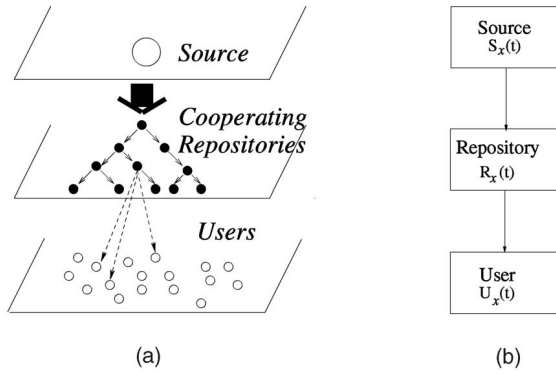 Source
Cooperating
Repositories
Users
(a)
Source
S_x(t)
Repository
R_x(t)
User
U_x(t)
(b)